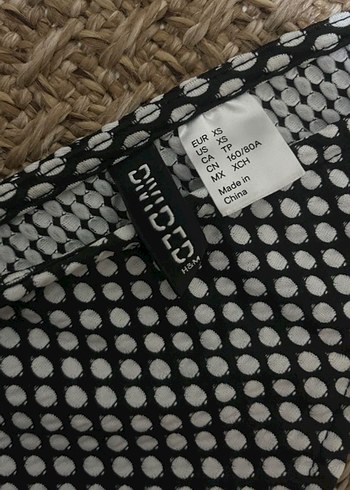 DIVIDED
H&M
EUR XS
US XS
CA TP
CN 160/80A
MX XCH
Made in
China